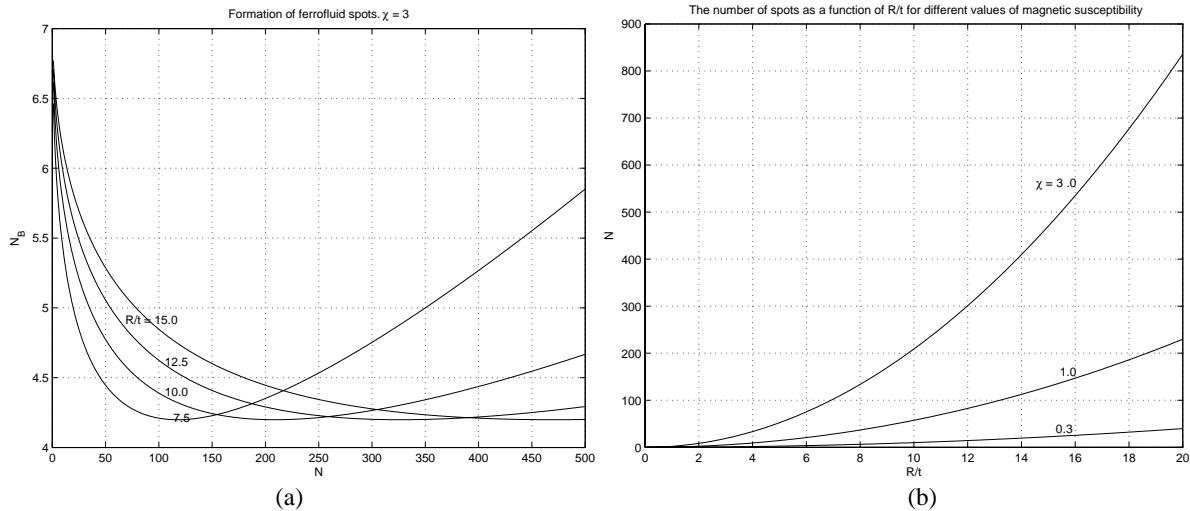 Formation of ferrofluid spots. χ = 3
7
6.5
6
5.5
5
4.5
4
N_B
R/t = 15.0
12.5
10.0
7.5
0 50 100 150 200 250 300 350 400 450 500
N
(a)
The number of spots as a function of R/t for different values of magnetic susceptibility
900
800
700
600
500
400
300
200
100
0
N
χ = 3 .0
1.0
0.3
0 2 4 6 8 10 12 14 16 18 20
R/t
(b)